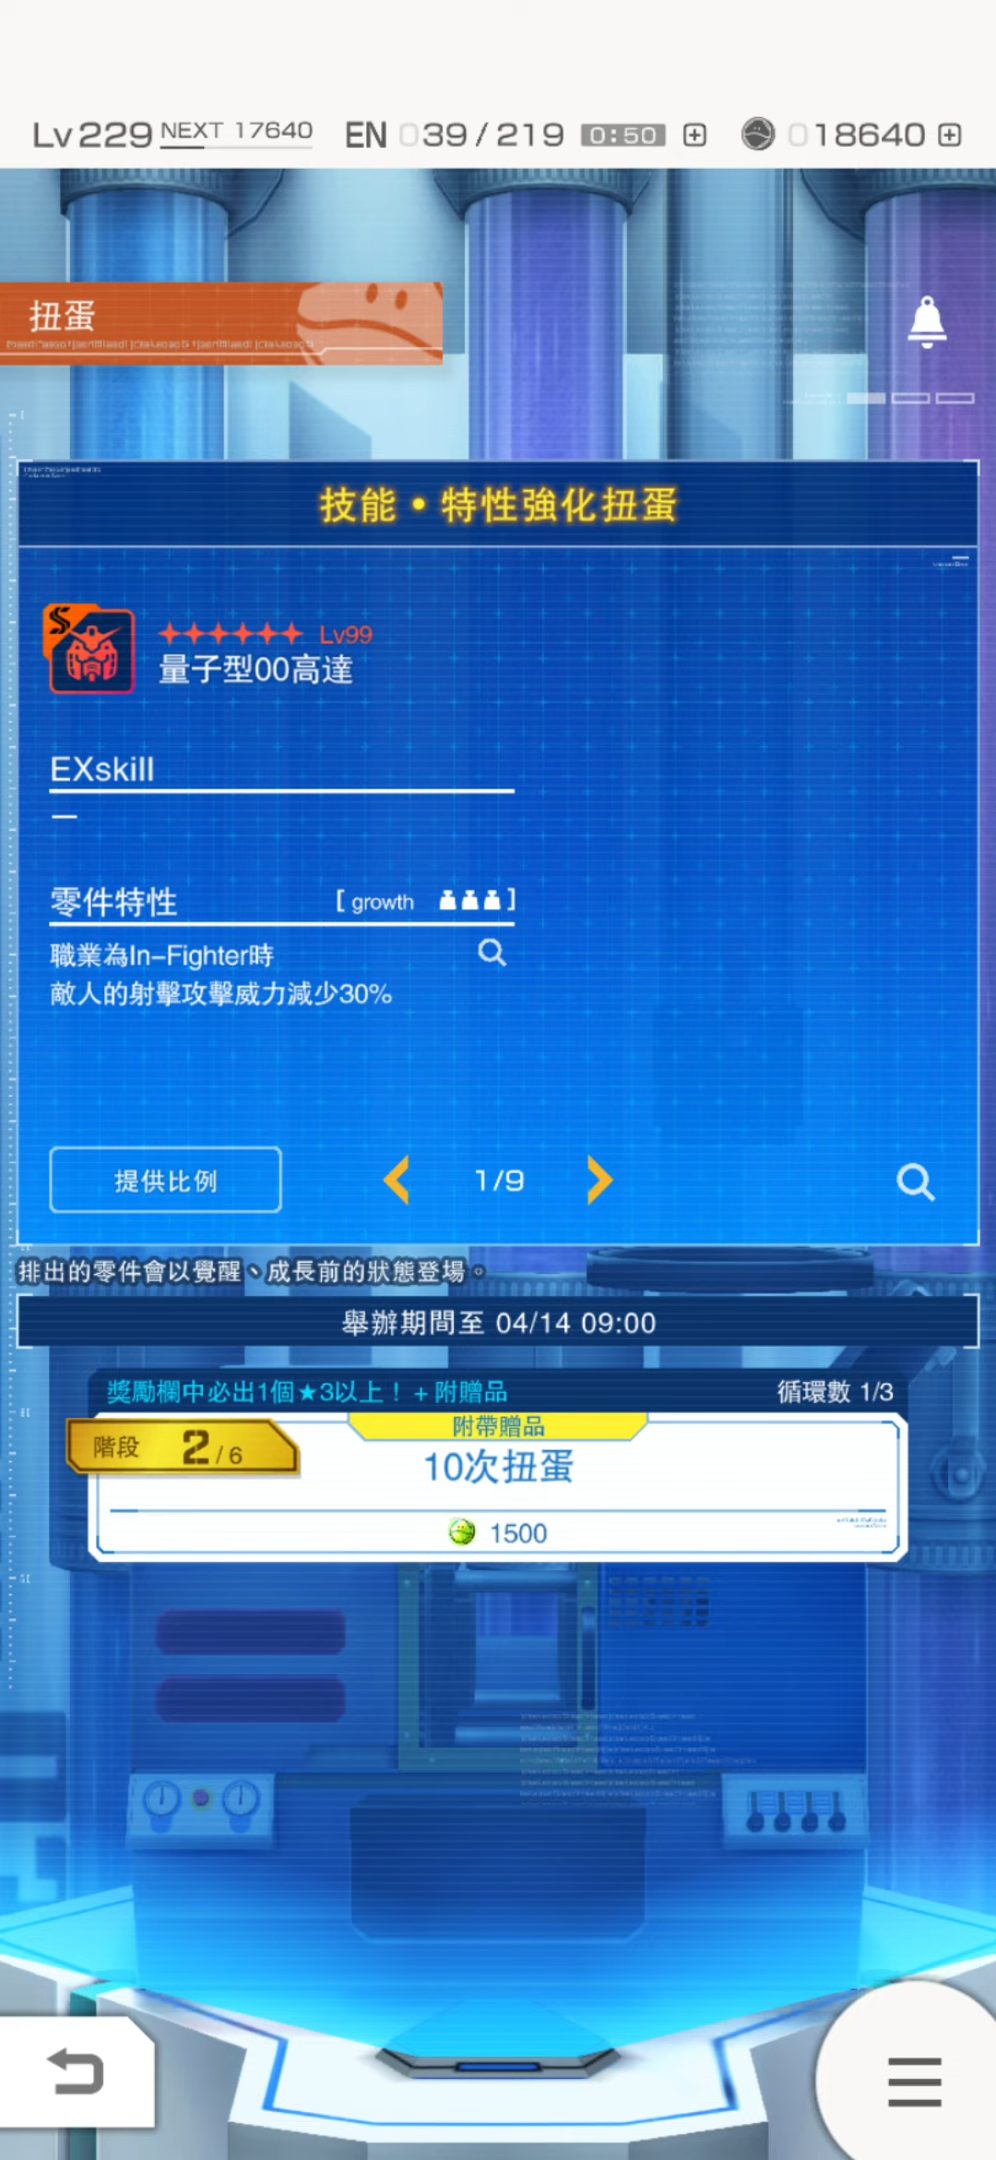 Lv 229 NEXT 17640 EN 039 / 219 0:50 018640
扭蛋
技能•特性強化扭蛋
S
Lv99
量子型00高達
EXskill
—
零件特性 [ growth ]
職業為In-Fighter時
敵人的射擊攻擊威力減少30%
提供比例 1/9
排出的零件會以覺醒、成長前的狀態登場。
舉辦期間至 04/14 09:00
獎勵欄中必出1個★3以上！+附贈品 循環數 1/3
附帶贈品
階段 2/6
10次扭蛋
1500